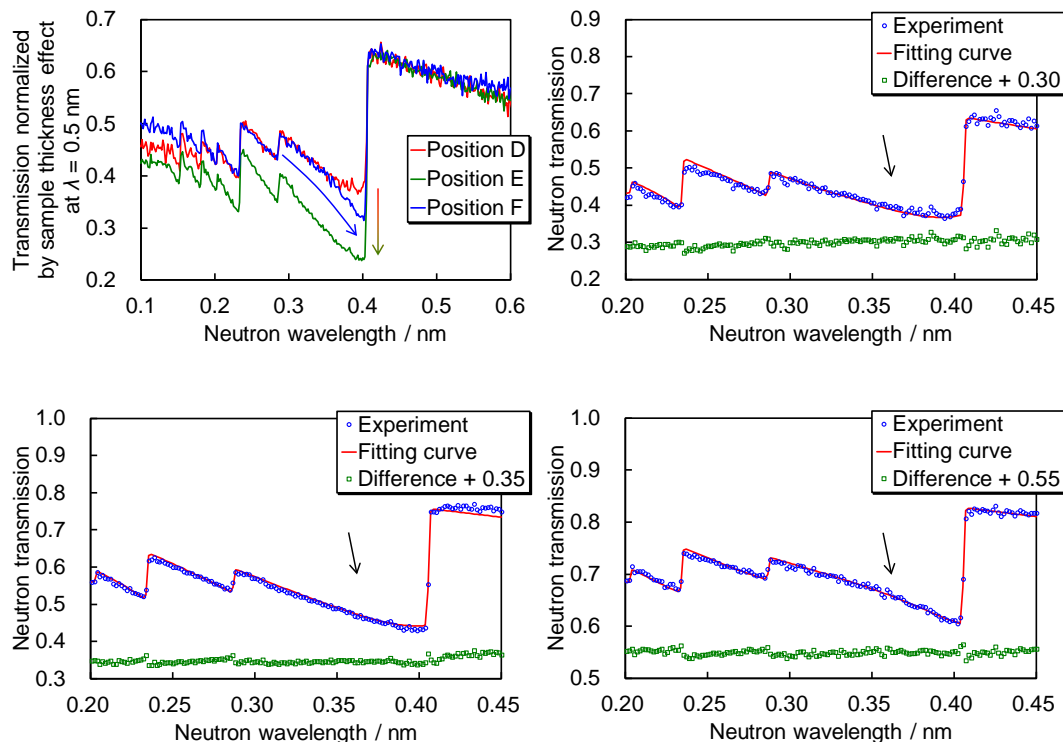 Transmission normalized
by sample thickness effect
at λ = 0.5 nm
0.7
0.6
0.5
0.4
0.3
0.2
0.1 0.2 0.3 0.4 0.5 0.6
Neutron wavelength / nm
Position D
Position E
Position F
Neutron transmission
0.9
0.8
0.7
0.6
0.5
0.4
0.3
0.2
0.20 0.25 0.30 0.35 0.40 0.45
Neutron wavelength / nm
Experiment
Fitting curve
Difference + 0.30
Neutron transmission
1.0
0.9
0.8
0.7
0.6
0.5
0.4
0.3
0.20 0.25 0.30 0.35 0.40 0.45
Neutron wavelength / nm
Experiment
Fitting curve
Difference + 0.35
Neutron transmission
1.0
0.9
0.8
0.7
0.6
0.5
0.20 0.25 0.30 0.35 0.40 0.45
Neutron wavelength / nm
Experiment
Fitting curve
Difference + 0.55